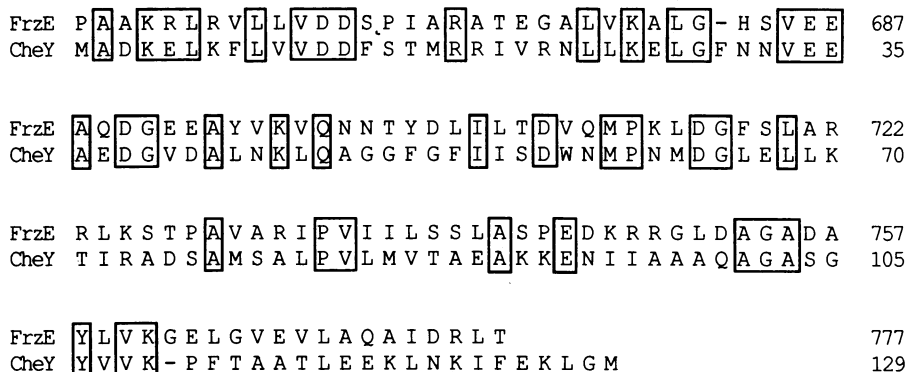 FrzE P A A K R L R V L L V D D S P I A R A T E G A L V K A L G - H S V E E 687
CheY M A D K E L K F L V V D D F S T M R R I V R N L L K E L G F N N V E E 35
FrzE A Q D G E E A Y V K V Q N N T Y D L I L T D V Q M P K L D G F S L A R 722
CheY A E D G V D A L N K L Q A G G F G F I I S D W N M P N M D G L E L L K 70
FrzE R L K S T P A V A R I P V I I L S S L A S P E D K R R G L D A G A D A 757
CheY T I R A D S A M S A L P V L M V T A E A K K E N I I A A A Q A G A S G 105
FrzE Y L V K G E L G V E V L A Q A I D R L T 777
CheY Y V V K - P F T A A T L E E K L N K I F E K L G M 129